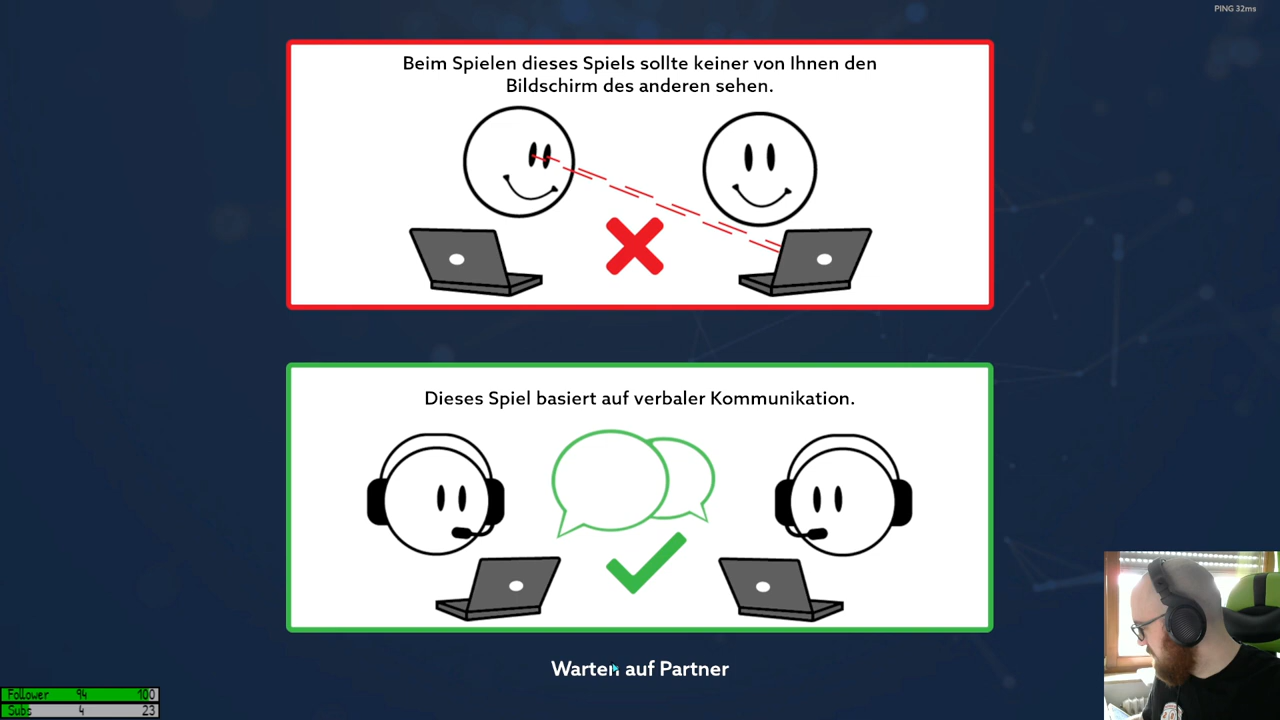 PING 32ms
Beim Spielen dieses Spiels sollte keiner von Ihnen den
Bildschirm des anderen sehen.
Dieses Spiel basiert auf verbaler Kommunikation.
Warten auf Partner
Follower 94 100
Subs 4 23